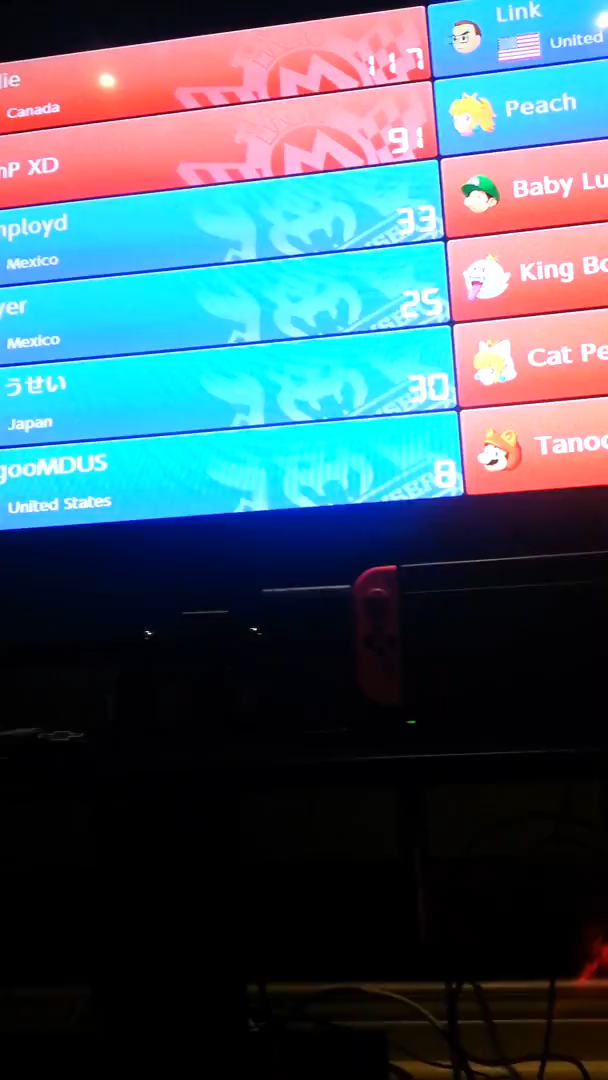 lie
Canada
117
nP XD
91
nployd
Mexico
33
yer
Mexico
25
うせい
Japan
30
gooMDUS
United States
8
Link
United
Peach
Baby Lu
King Bo
Cat Pe
Tanoo